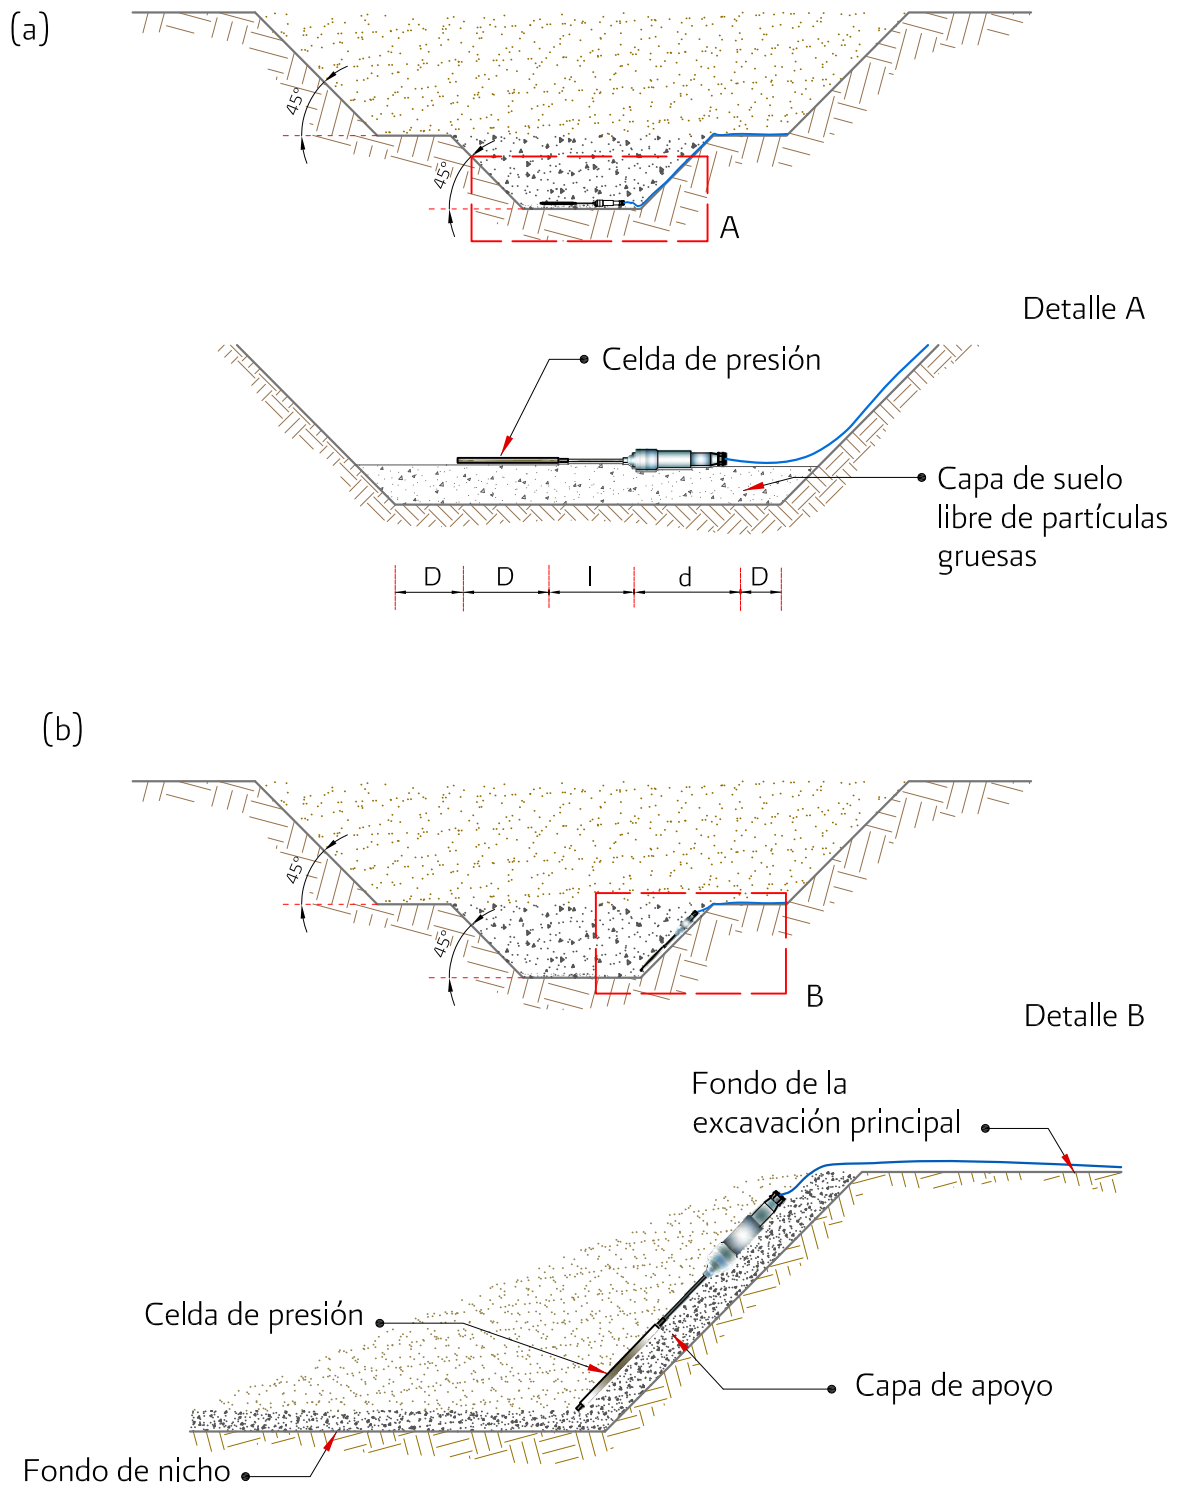 (a)
45°
45°
A
Detalle A
Celda de presión
Capa de suelo
libre de partículas
gruesas
D D l d D
(b)
45°
45°
B
Detalle B
Fondo de la
excavación principal
Celda de presión
Capa de apoyo
Fondo de nicho